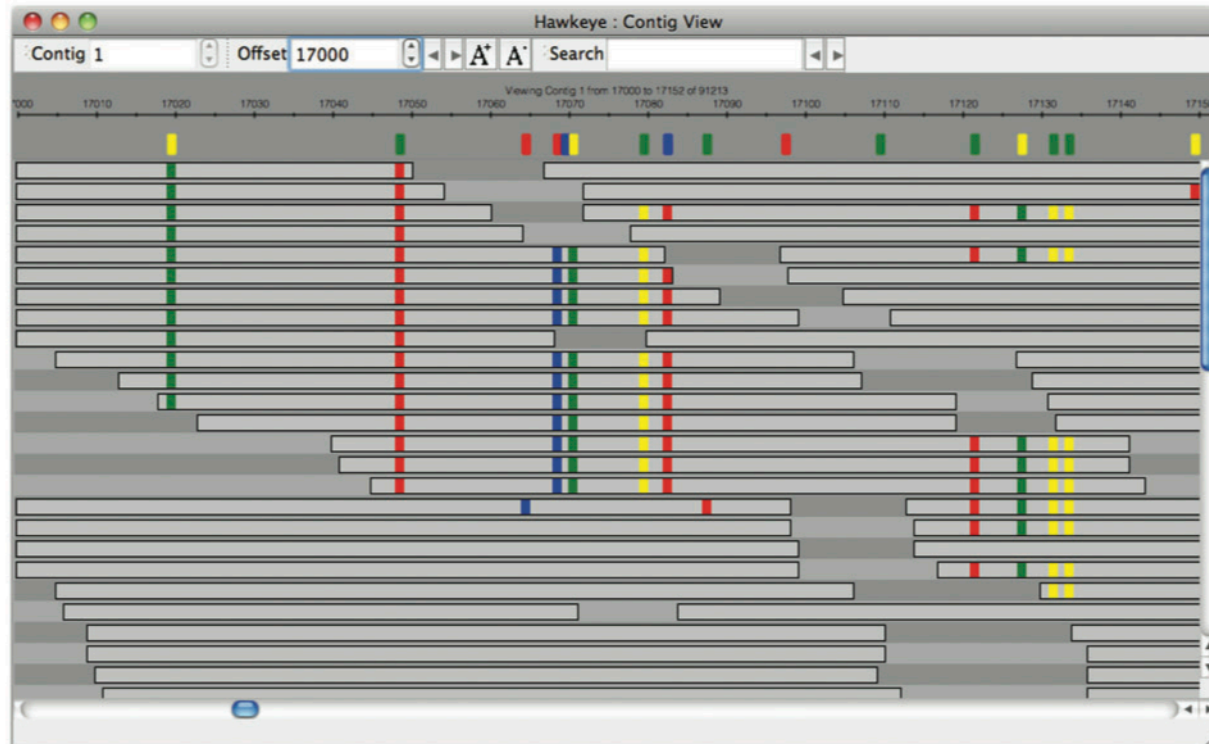 Hawkeye : Contig View
Contig 1 Offset 17000 A+ A- Search
Viewing Contig 1 from 17000 to 17152 of 91213
17010 17020 17030 17040 17050 17060 17070 17080 17090 17100 17110 17120 17130 17140